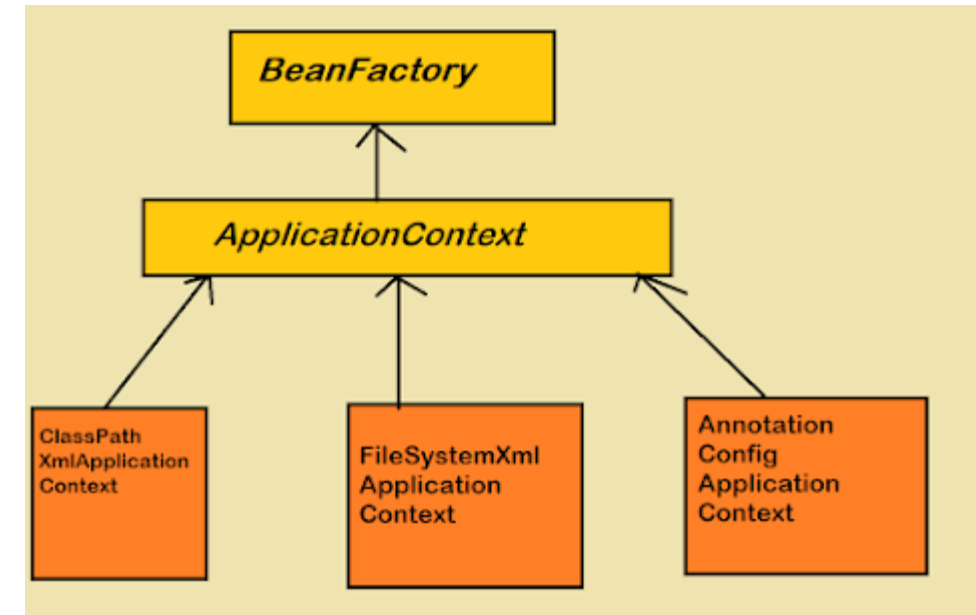 BeanFactory
ApplicationContext
ClassPath
XmlApplication
Context
FileSystemXml
Application
Context
Annotation
Config
Application
Context